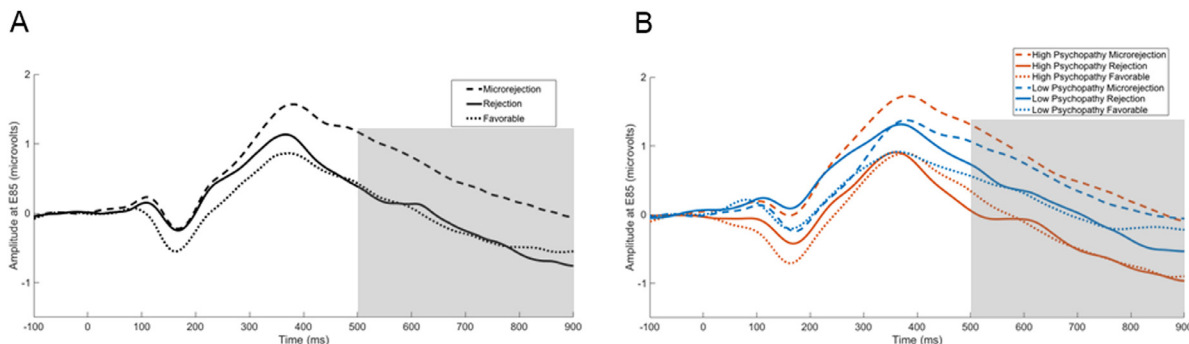 A
B
Microrejection
Rejection
Favorable
High Psychopathy Microrejection
High Psychopathy Rejection
High Psychopathy Favorable
Low Psychopathy Microrejection
Low Psychopathy Rejection
Low Psychopathy Favorable
Amplitude at E85 (microvolts)
2
1
0
-1
-100 0 100 200 300 400 500 600 700 800 900
Time (ms)
Amplitude at E85 (microvolts)
2
1
0
-1
-100 0 100 200 300 400 500 600 700 800 900
Time (ms)